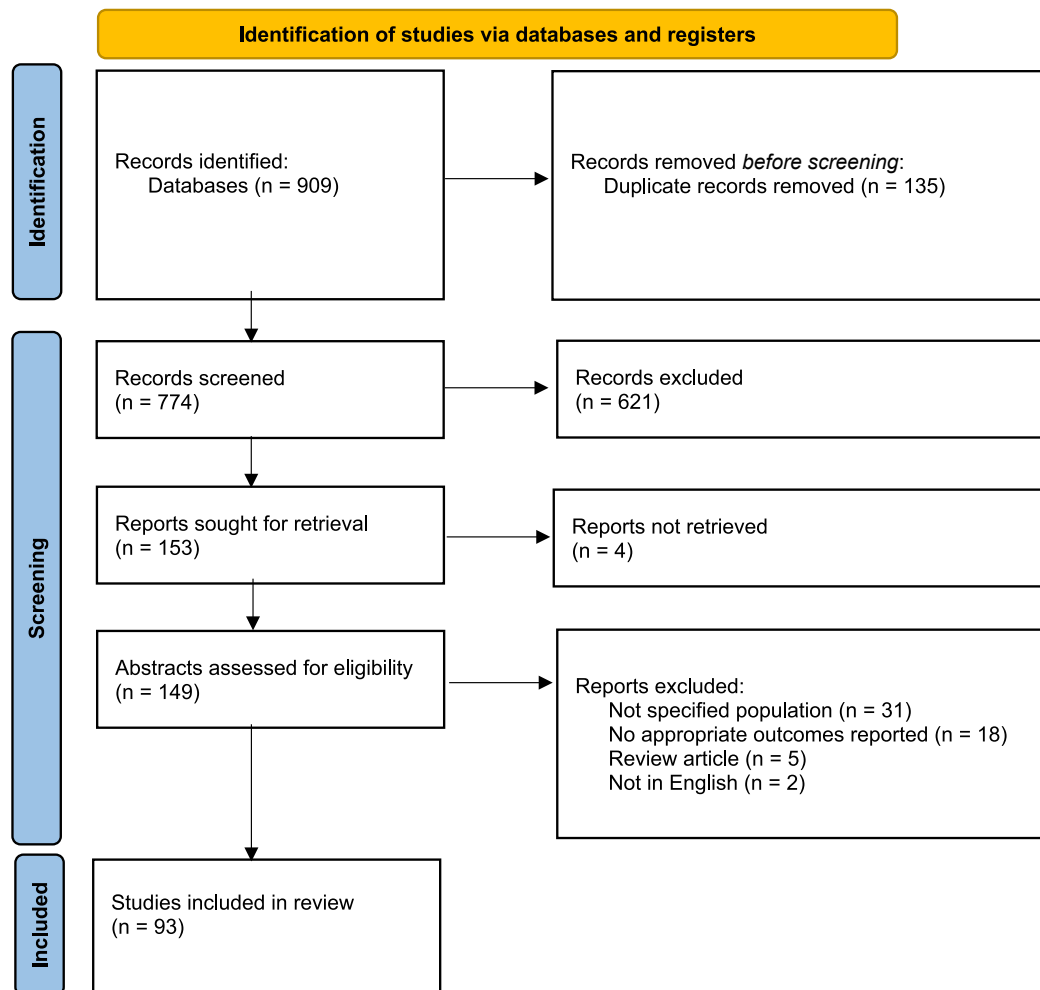 Identification of studies via databases and registers
Identification
Records identified:
Databases (n = 909)
Records removed before screening:
Duplicate records removed (n = 135)
Screening
Records screened
(n = 774)
Records excluded
(n = 621)
Reports sought for retrieval
(n = 153)
Reports not retrieved
(n = 4)
Abstracts assessed for eligibility
(n = 149)
Reports excluded:
Not specified population (n = 31)
No appropriate outcomes reported (n = 18)
Review article (n = 5)
Not in English (n = 2)
Included
Studies included in review
(n = 93)